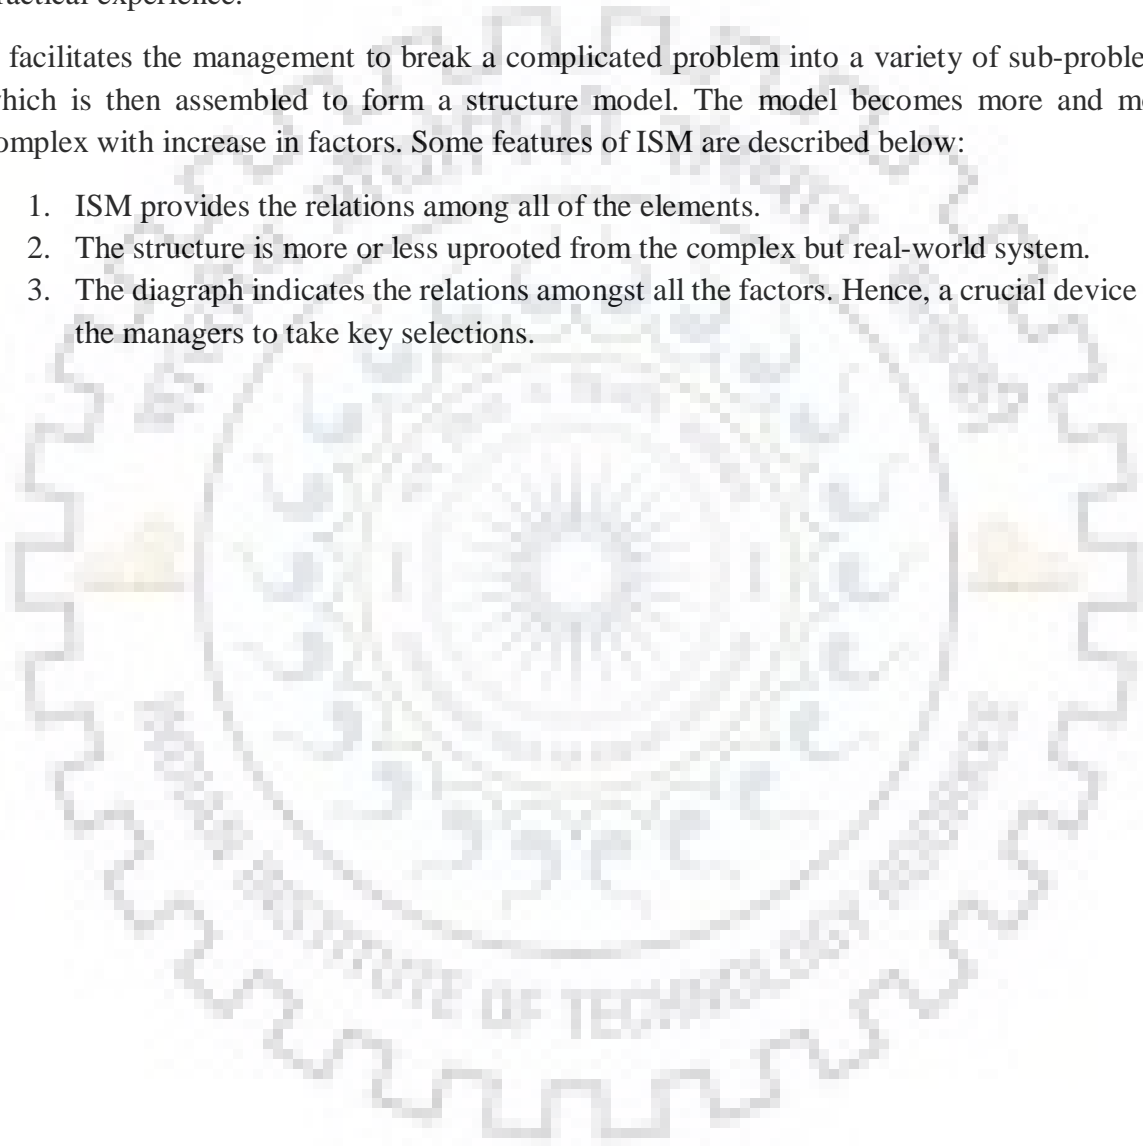 facilitates the management to break a complicated problem into a variety of sub-proble
which is then assembled to form a structure model. The model becomes more and m
omplex with increase in factors. Some features of ISM are described below:
1. ISM provides the relations among all of the elements.
2. The structure is more or less uprooted from the complex but real-world system.
3. The diagraph indicates the relations amongst all the factors. Hence, a crucial device
the managers to take key selections.
INSTITUTE OF TECHNOLOGY ROORKEE